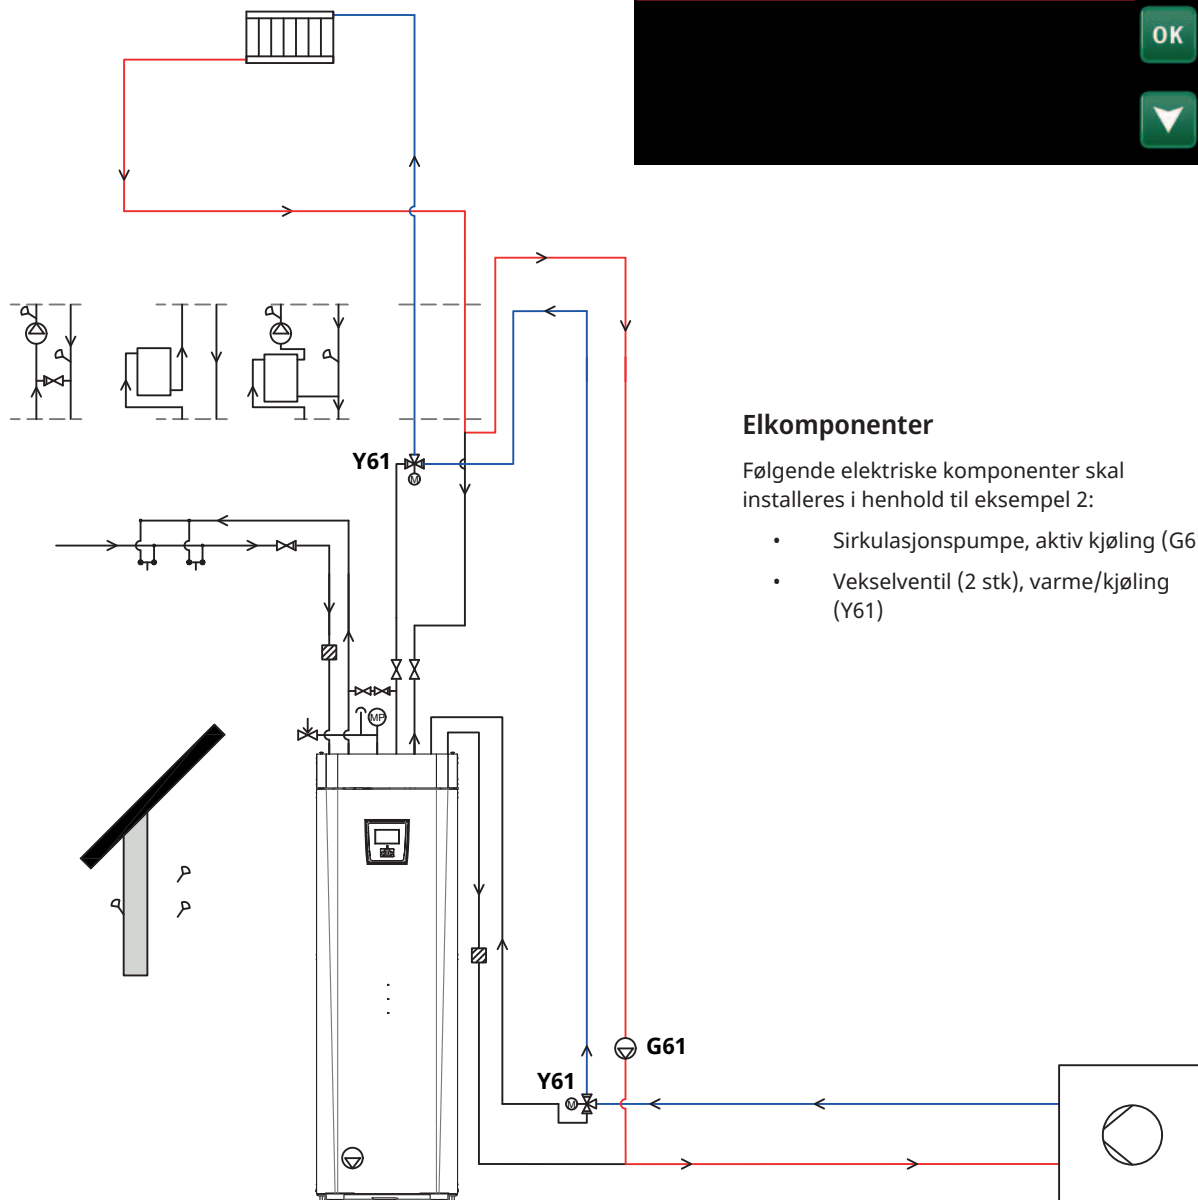 OK
Y61
Elkomponenter
Følgende elektriske komponenter skal
installeres i henhold til eksempel 2:
• Sirkulasjonspumpe, aktiv kjøling (G6
• Vekselventil (2 stk), varme/kjøling
(Y61)
M
MP
G61
Y61
M